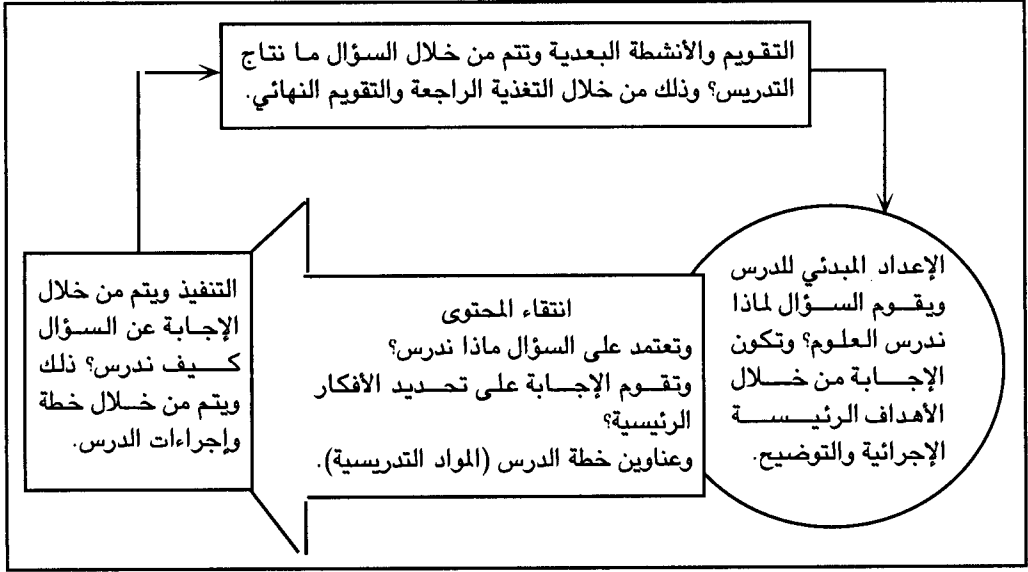 التقويم والأنشطة البعدية وتتم من خلال السؤال ما نتاج
التدريس؟ وذلك من خلال التغذية الراجعة والتقويم النهائي.
الإعداد المبدئي للدرس
ويقوم السؤال لماذا
ندرس العلوم؟ وتكون
الإجابة من خلال
الأهداف الرئيسة
الإجرائية والتوضيح.
انتقاء المحتوى
وتعتمد على السؤال ماذا ندرس؟
وتقوم الإجابة على تحديد الأفكار
الرئيسية؟
وعناوين خطة الدرس (المواد التدريسية).
التنفيذ ويتم من خلال
الإجابة عن السؤال
كيف ندرس؟ ذلك
ويتم من خلال خطة
وإجراءات الدرس.